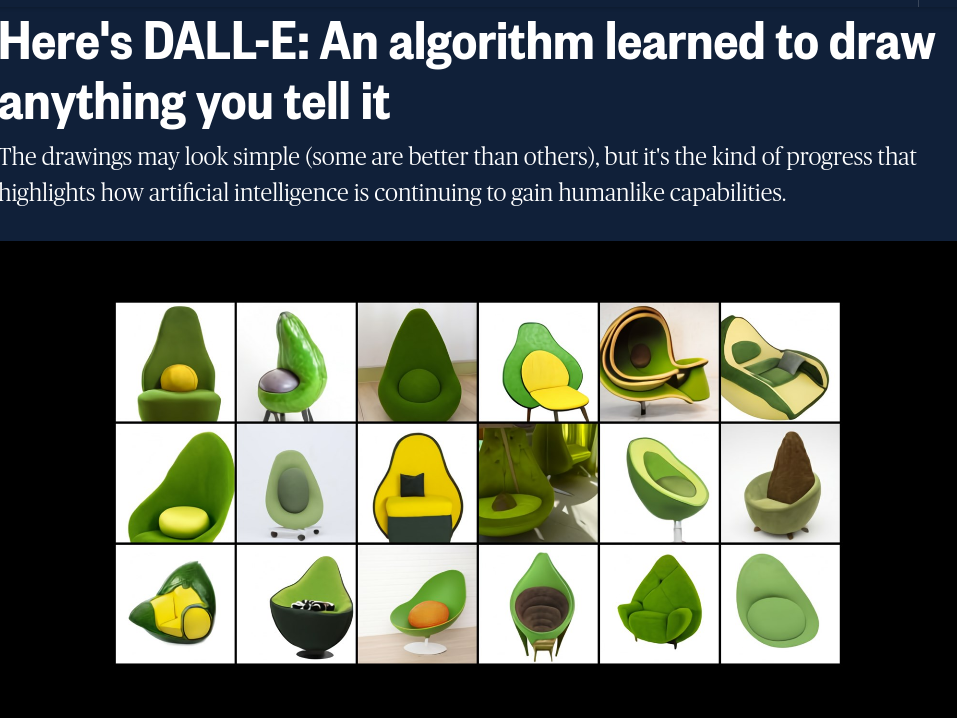 Here's DALL-E: An algorithm learned to draw
anything you tell it
The drawings may look simple (some are better than others), but it's the kind of progress that
highlights how artificial intelligence is continuing to gain humanlike capabilities.